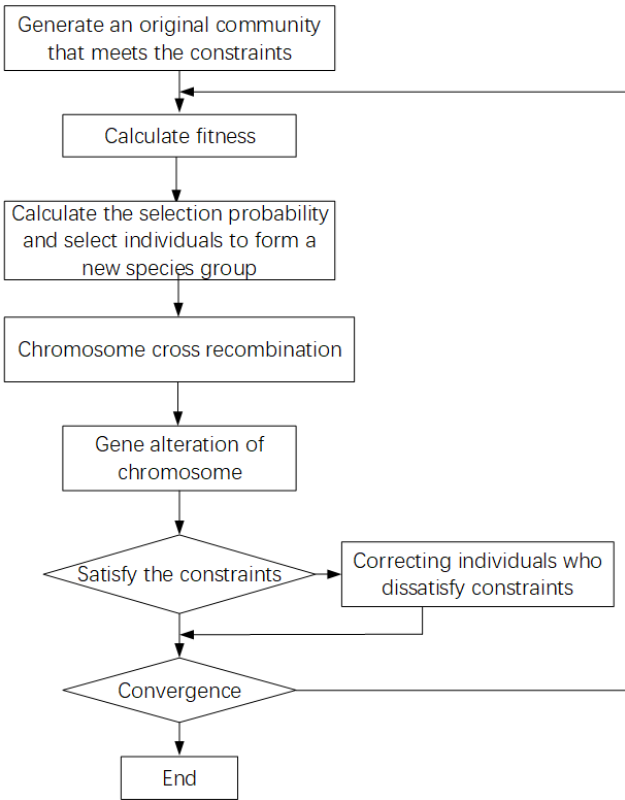 Generate an original community
that meets the constraints
Calculate fitness
Calculate the selection probability
and select individuals to form a
new species group
Chromosome cross recombination
Gene alteration of
chromosome
Satisfy the constraints
Correcting individuals who
dissatisfy constraints
Convergence
End